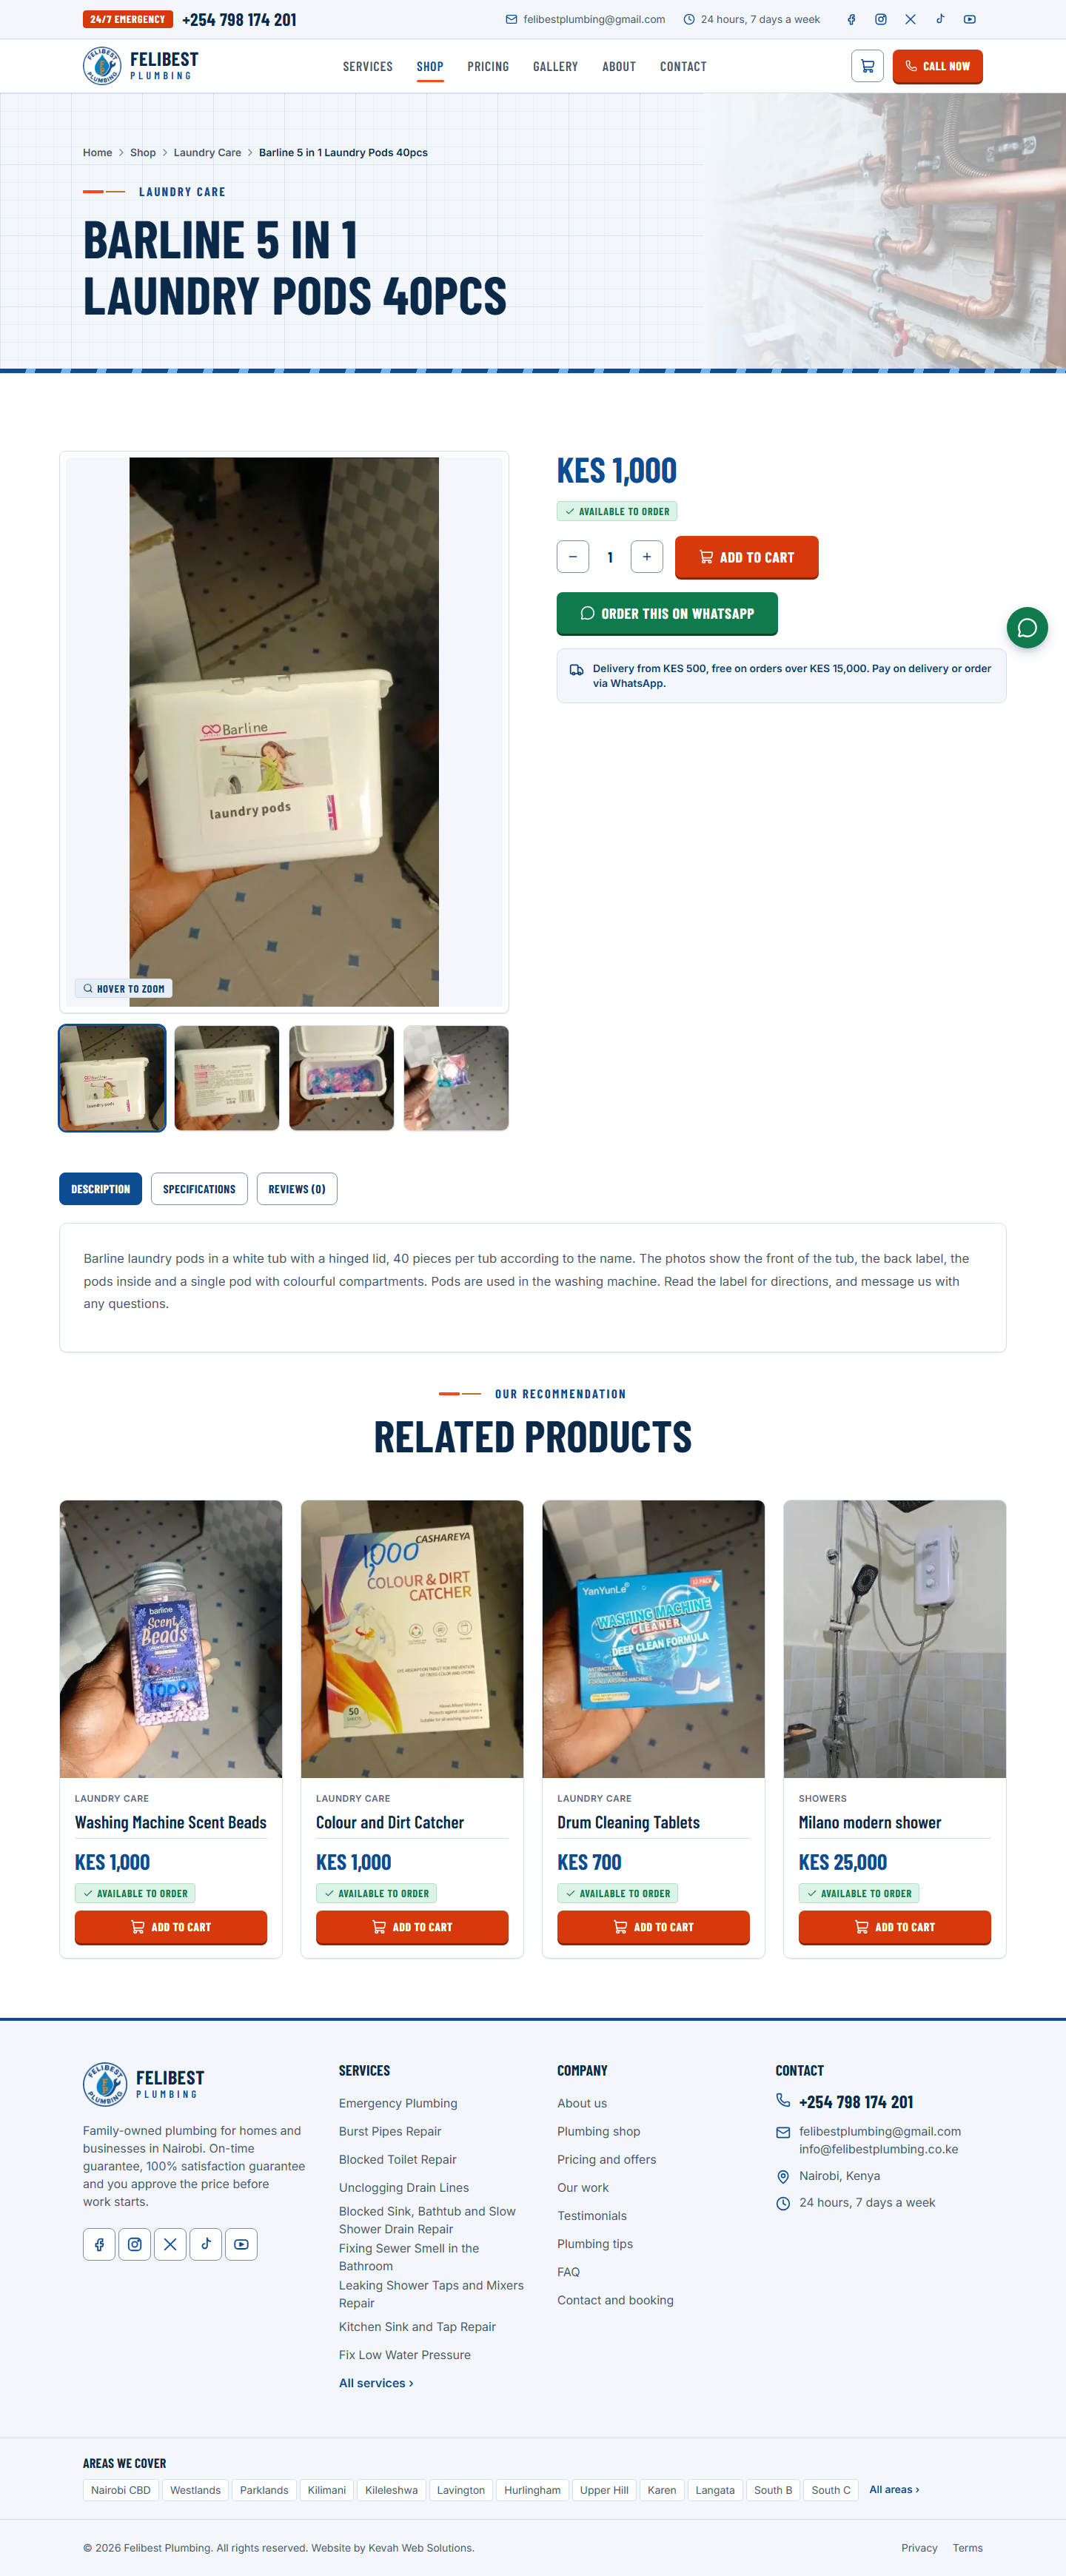 24/7 EMERGENCY +254 798 174 201 felibestplumbing@gmail.com 24 hours, 7 days a week
FELIBEST PLUMBING
FELIBEST
PLUMBING
SERVICES SHOP PRICING GALLERY ABOUT CONTACT
CALL NOW
Home > Shop > Laundry Care > Barline 5 in 1 Laundry Pods 40pcs
LAUNDRY CARE
BARLINE 5 IN 1
LAUNDRY PODS 40PCS
KES 1,000
AVAILABLE TO ORDER
− 1 + ADD TO CART
ORDER THIS ON WHATSAPP
Delivery from KES 500, free on orders over KES 15,000. Pay on delivery or order
via WhatsApp.
Barline
laundry pods
HOVER TO ZOOM
Barline
laundry pods
Barline
DESCRIPTION SPECIFICATIONS REVIEWS (0)
Barline laundry pods in a white tub with a hinged lid, 40 pieces per tub according to the name. The photos show the front of the tub, the back label, the
pods inside and a single pod with colourful compartments. Pods are used in the washing machine. Read the label for directions, and message us with
any questions.
OUR RECOMMENDATION
RELATED PRODUCTS
barline
Scent
Beads
1000
CASHAREYA
1000
COLOUR & DIRT
CATCHER
50
YanYunLe
12 PACK
WASHING MACHINE
CLEANER
DEEP CLEAN FORMULA
LAUNDRY CARE
Washing Machine Scent Beads
KES 1,000
AVAILABLE TO ORDER
ADD TO CART
LAUNDRY CARE
Colour and Dirt Catcher
KES 1,000
AVAILABLE TO ORDER
ADD TO CART
LAUNDRY CARE
Drum Cleaning Tablets
KES 700
AVAILABLE TO ORDER
ADD TO CART
SHOWERS
Milano modern shower
KES 25,000
AVAILABLE TO ORDER
ADD TO CART
FELIBEST PLUMBING
FELIBEST
PLUMBING
Family-owned plumbing for homes and
businesses in Nairobi. On-time
guarantee, 100% satisfaction guarantee
and you approve the price before
work starts.
SERVICES
Emergency Plumbing
Burst Pipes Repair
Blocked Toilet Repair
Unclogging Drain Lines
Blocked Sink, Bathtub and Slow
Shower Drain Repair
Fixing Sewer Smell in the
Bathroom
Leaking Shower Taps and Mixers
Repair
Kitchen Sink and Tap Repair
Fix Low Water Pressure
All services ›
COMPANY
About us
Plumbing shop
Pricing and offers
Our work
Testimonials
Plumbing tips
FAQ
Contact and booking
CONTACT
+254 798 174 201
felibestplumbing@gmail.com
info@felibestplumbing.co.ke
Nairobi, Kenya
24 hours, 7 days a week
AREAS WE COVER
Nairobi CBD Westlands Parklands Kilimani Kileleshwa Lavington Hurlingham Upper Hill Karen Langata South B South C All areas ›
© 2026 Felibest Plumbing. All rights reserved. Website by Kevah Web Solutions. Privacy Terms